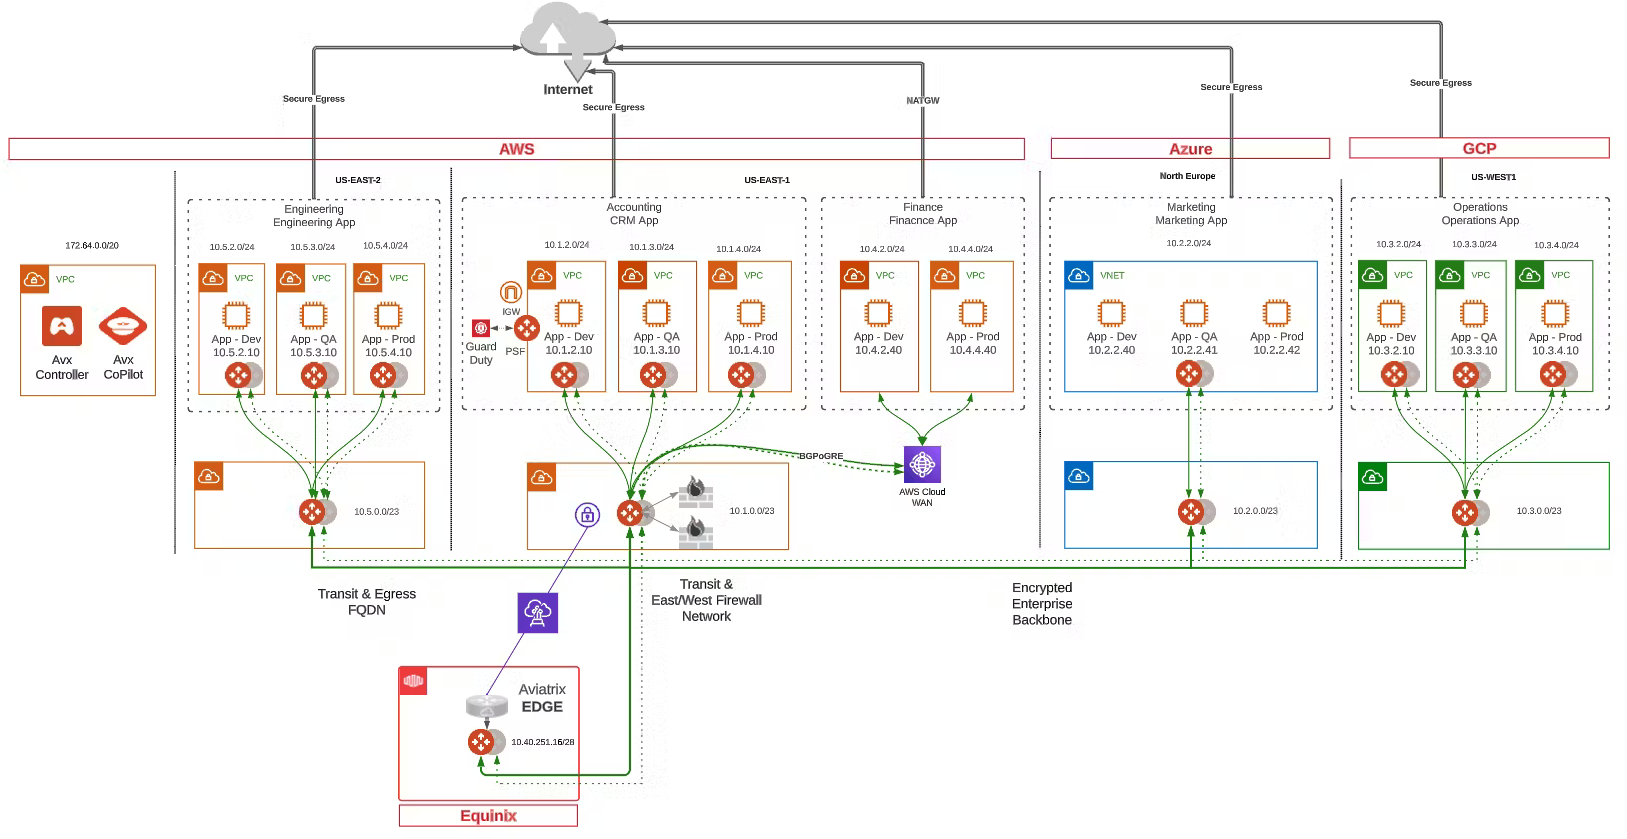 Internet
Secure Egress
Secure Egress
NATGW
Secure Egress
Secure Egress
AWS
Azure
GCP
US-EAST-2
US-EAST-1
North Europe
US-WEST1
Engineering
Engineering App
Accounting
CRM App
Finance
Finacnce App
Marketing
Marketing App
Operations
Operations App
172.64.0.0/20
10.5.2.0/24
10.5.3.0/24
10.5.4.0/24
10.1.2.0/24
10.1.3.0/24
10.1.4.0/24
10.4.2.0/24
10.4.4.0/24
10.2.2.0/24
10.3.2.0/24
10.3.3.0/24
10.3.4.0/24
VPC
VPC
VPC
VPC
VPC
VPC
VPC
VPC
VPC
VNET
VPC
VPC
VPC
Avx
Controller
Avx
CoPilot
App - Dev
10.5.2.10
App - QA
10.5.3.10
App - Prod
10.5.4.10
IGW
Guard
Duty
PSF
App - Dev
10.1.2.10
App - QA
10.1.3.10
App - Prod
10.1.4.10
App - Dev
10.4.2.40
App - Prod
10.4.4.40
App - Dev
10.2.2.40
App - QA
10.2.2.41
App - Prod
10.2.2.42
App - Dev
10.3.2.10
App - QA
10.3.3.10
App - Prod
10.3.4.10
BGPoGRE
AWS Cloud
WAN
10.5.0.0/23
10.1.0.0/23
10.2.0.0/23
10.3.0.0/23
Transit & Egress
FQDN
Transit &
East/West Firewall
Network
Encrypted
Enterprise
Backbone
Aviatrix
EDGE
10.40.251.16/28
Equinix